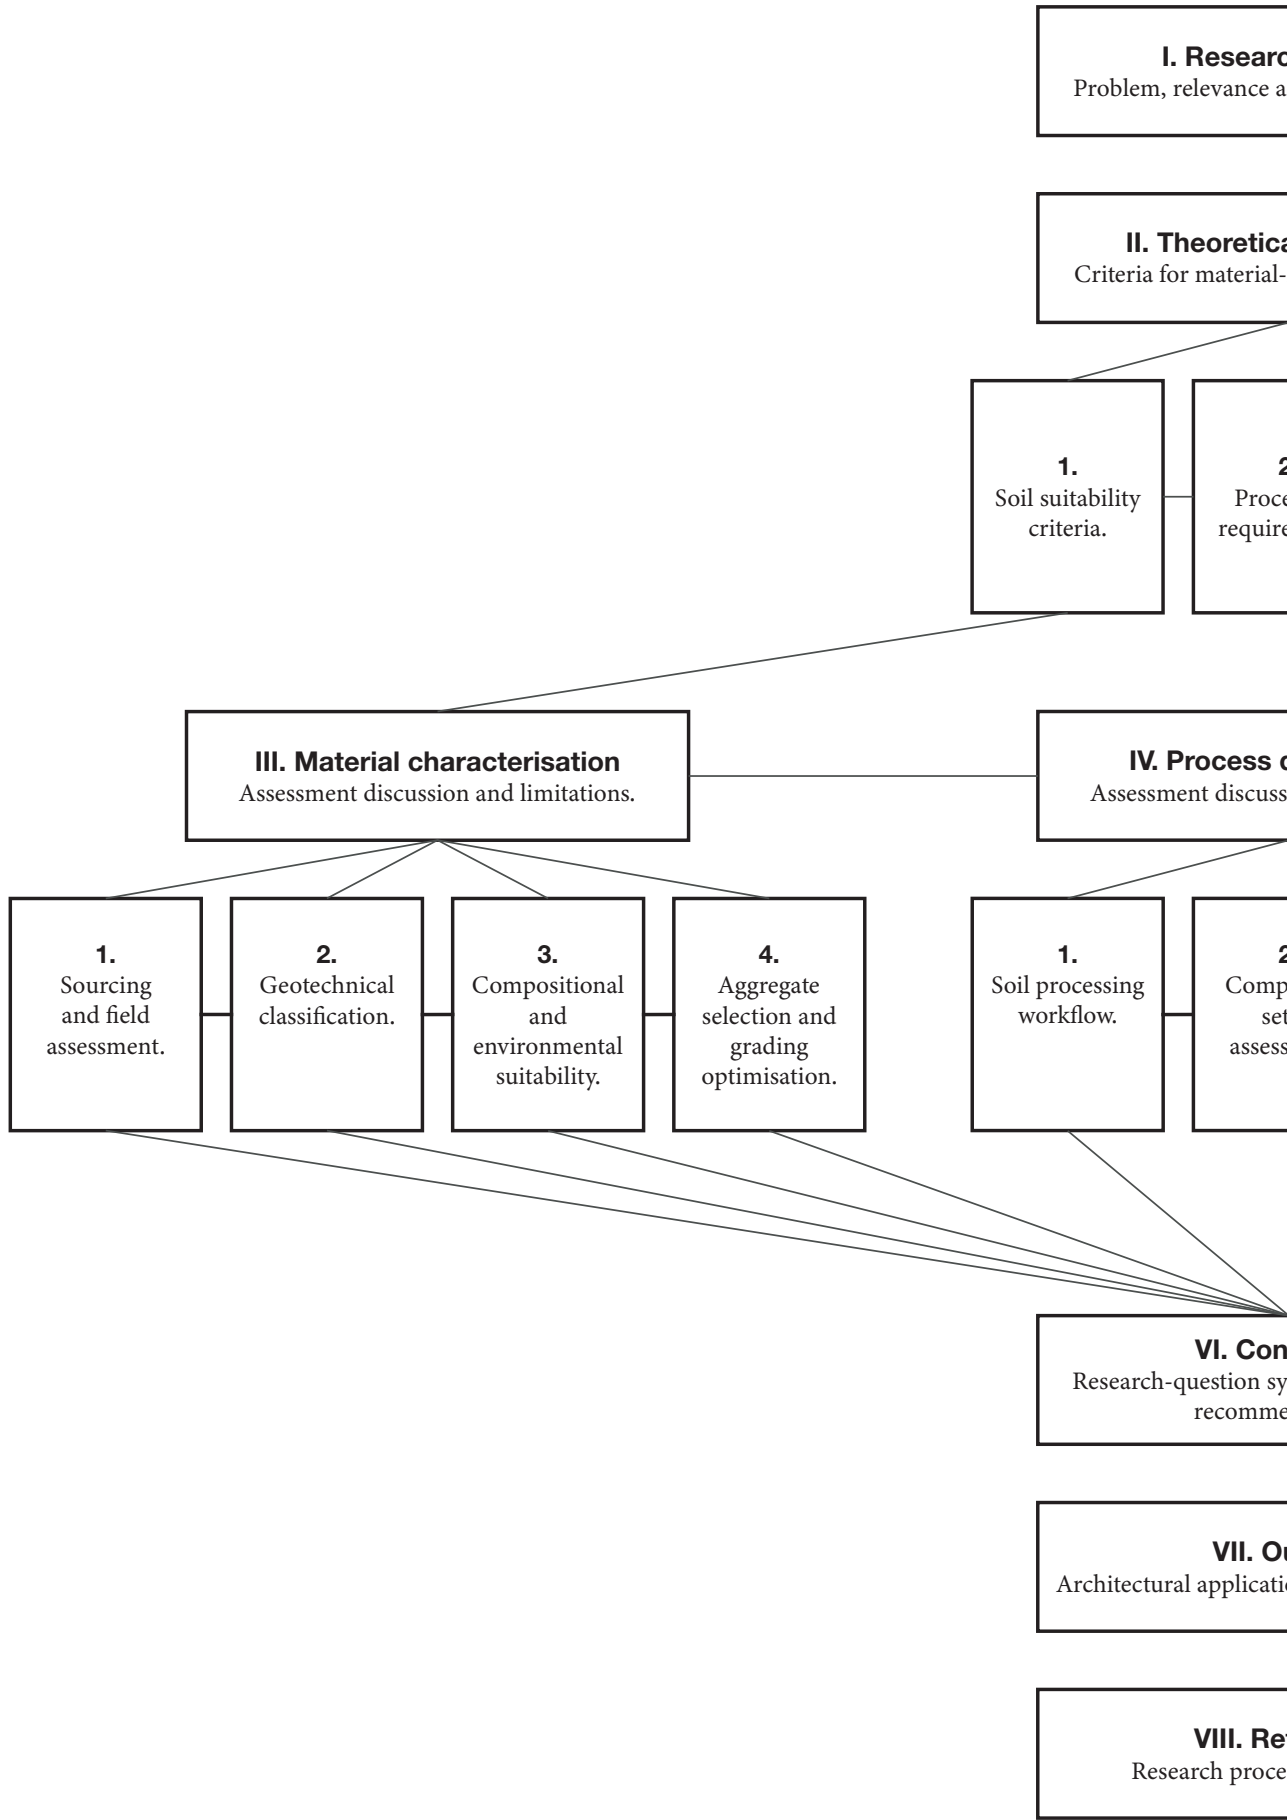 I. Researc
Problem, relevance a
II. Theoretica
Criteria for material-
1.
Soil suitability
criteria.
2
Proce
require
III. Material characterisation
Assessment discussion and limitations.
IV. Process
Assessment discuss
1.
Sourcing
and field
assessment.
2.
Geotechnical
classification.
3.
Compositional
and
environmental
suitability.
4.
Aggregate
selection and
grading
optimisation.
1.
Soil processing
workflow.
2
Comp
set
assess
VI. Con
Research-question sy
recomme
VII. Ou
Architectural applicati
VIII. Re
Research proce